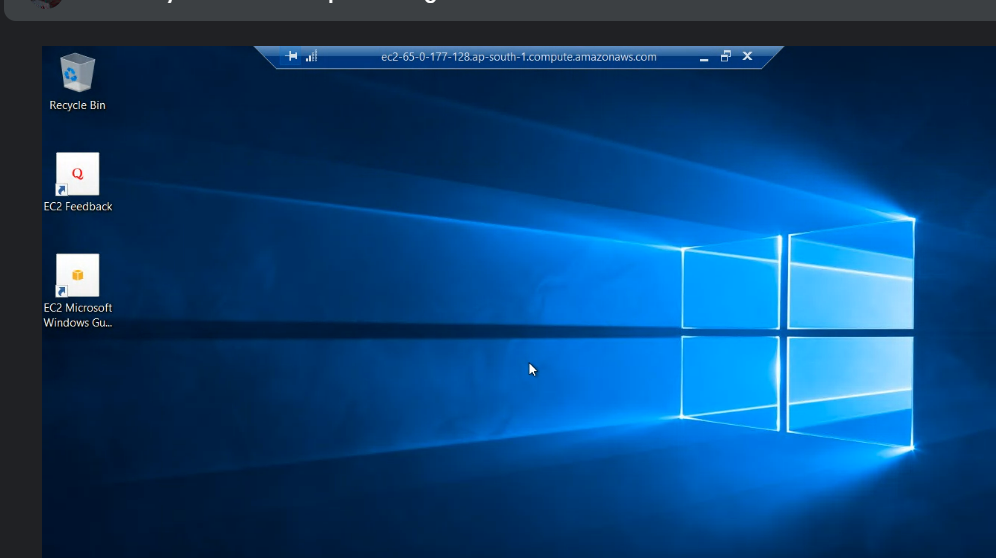 ec2-65-0-177-128.ap-south-1.compute.amazonaws.com
Recycle Bin
Q
EC2 Feedback
EC2 Microsoft
Windows Gu...